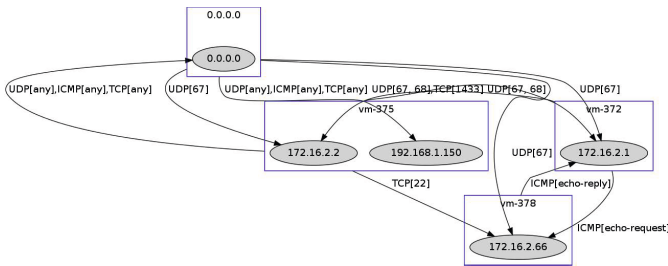 0.0.0.0
0.0.0.0
UDP[any],ICMP[any],TCP[any]
UDP[67]
UDP[any],ICMP[any],TCP[any]
UDP[67, 68],TCP[1433]
UDP[67, 68]
UDP[67]
vm-375
vm-372
172.16.2.2
192.168.1.150
172.16.2.1
UDP[67]
TCP[22]
ICMP[echo-reply]
vm-378
ICMP[echo-request]
172.16.2.66